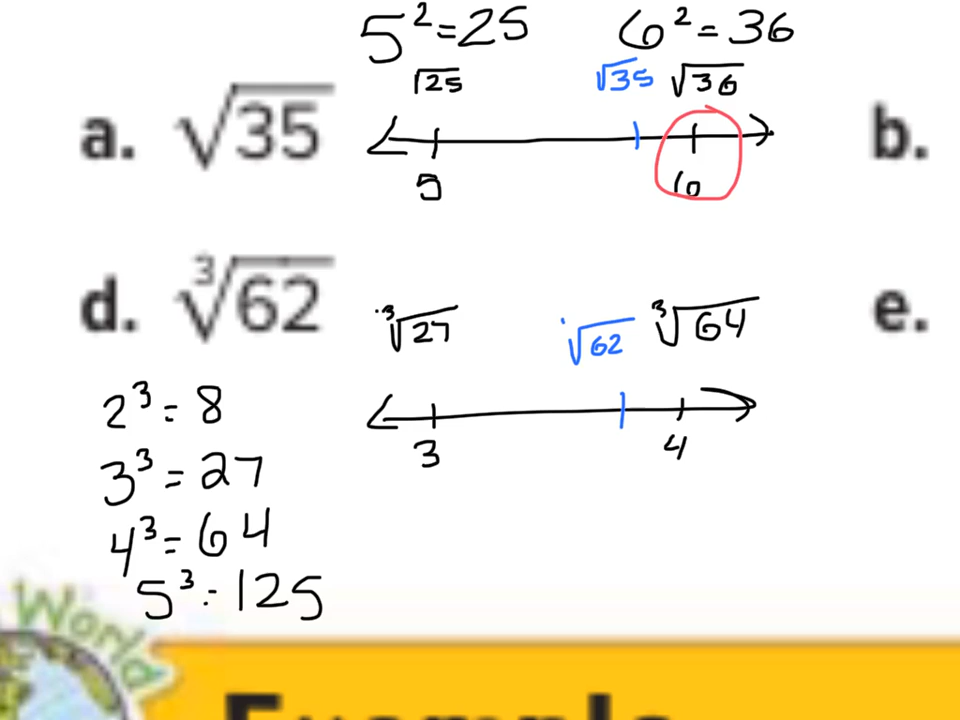 5² = 25 6² = 36
√25 √35 √36
a. √35 b.
5 6
d. ∛62 e.
∛27 √62 ∛64
2³ = 8
3 4
3³ = 27
4³ = 64
5³ = 125
World
Example